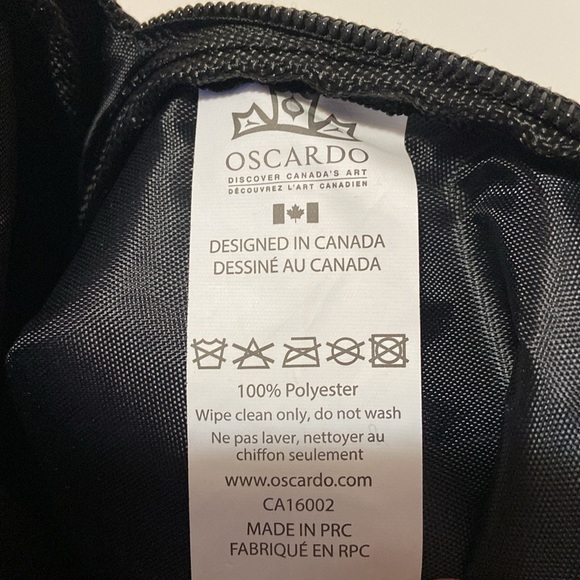 OSCARDO
DISCOVER CANADA'S ART
DÉCOUVREZ L'ART CANADIEN
DESIGNED IN CANADA
DESSINÉ AU CANADA
100% Polyester
Wipe clean only, do not wash
Ne pas laver, nettoyer au
chiffon seulement
www.oscardo.com
CA16002
MADE IN PRC
FABRIQUÉ EN RPC